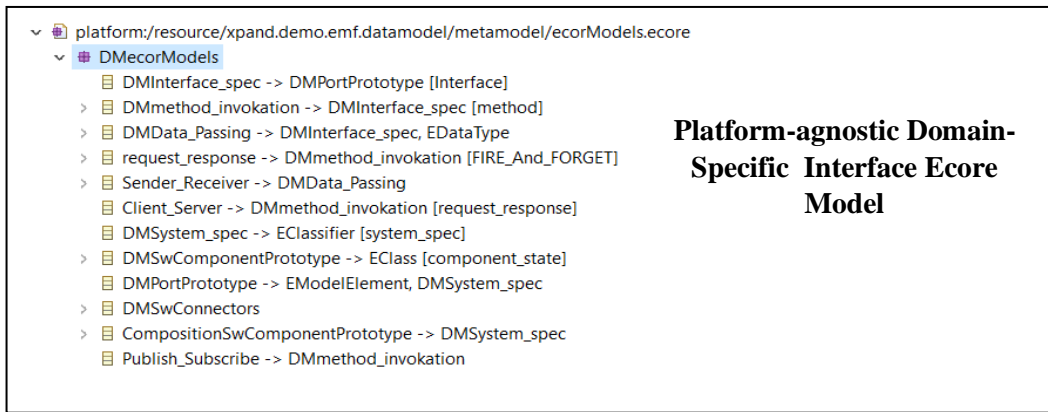 platform:/resource/xpand.demo.emf.datamodel/metamodel/ecorModels.ecore
DMecorModels
DMInterface_spec -> DMPortPrototype [Interface]
DMmethod_invokation -> DMInterface_spec [method]
DMData_Passing -> DMInterface_spec, EDataType
request_response -> DMmethod_invokation [FIRE_And_FORGET]
Sender_Receiver -> DMData_Passing
Client_Server -> DMmethod_invokation [request_response]
DMSystem_spec -> EClassifier [system_spec]
DMSwComponentPrototype -> EClass [component_state]
DMPortPrototype -> EModelElement, DMSystem_spec
DMSwConnectors
CompositionSwComponentPrototype -> DMSystem_spec
Publish_Subscribe -> DMmethod_invokation
Platform-agnostic Domain-
Specific Interface Ecore
Model